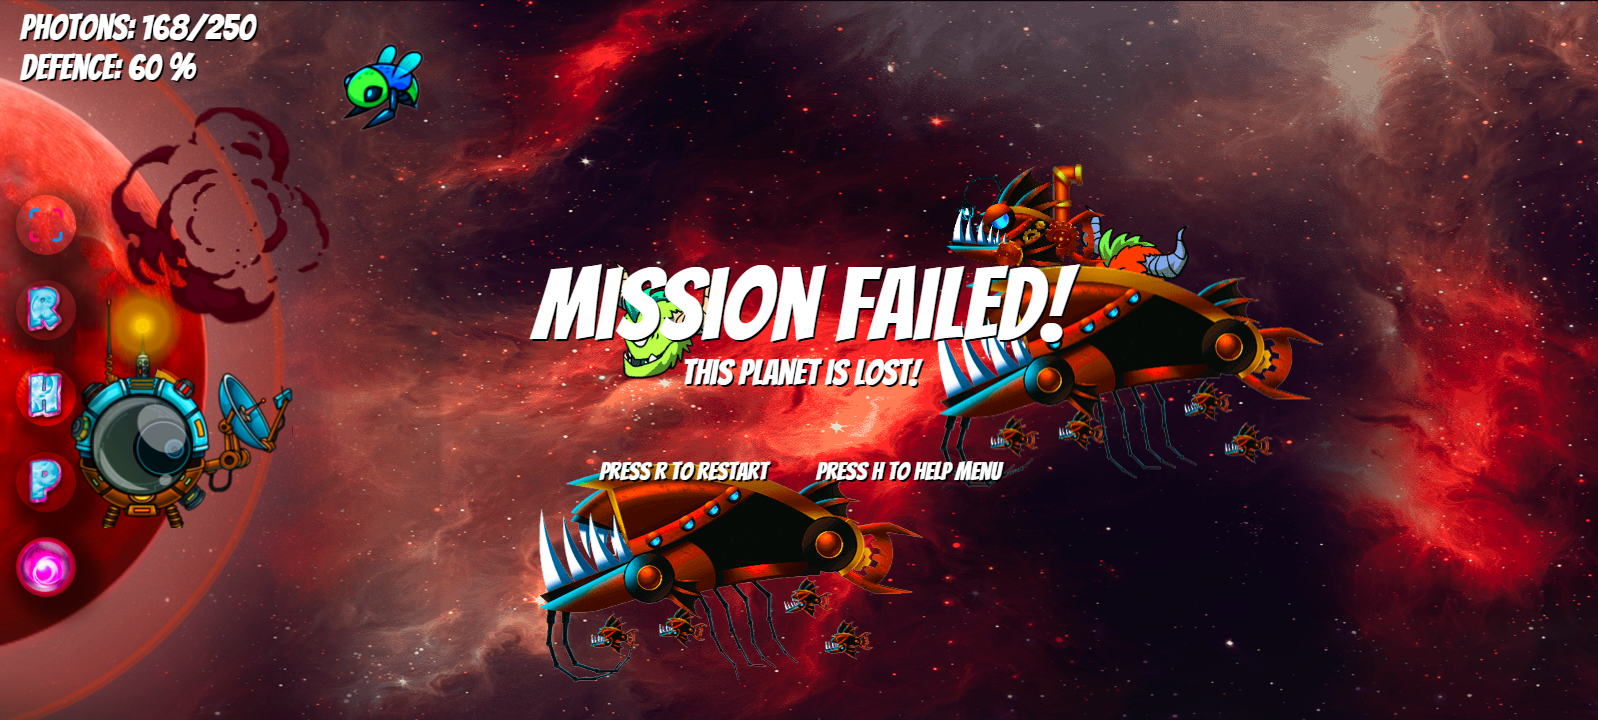 PHOTONS: 168/250
DEFENCE: 60 %
R
H
P
MISSION FAILED!
THIS PLANET IS LOST!
PRESS R TO RESTART
PRESS H TO HELP MENU